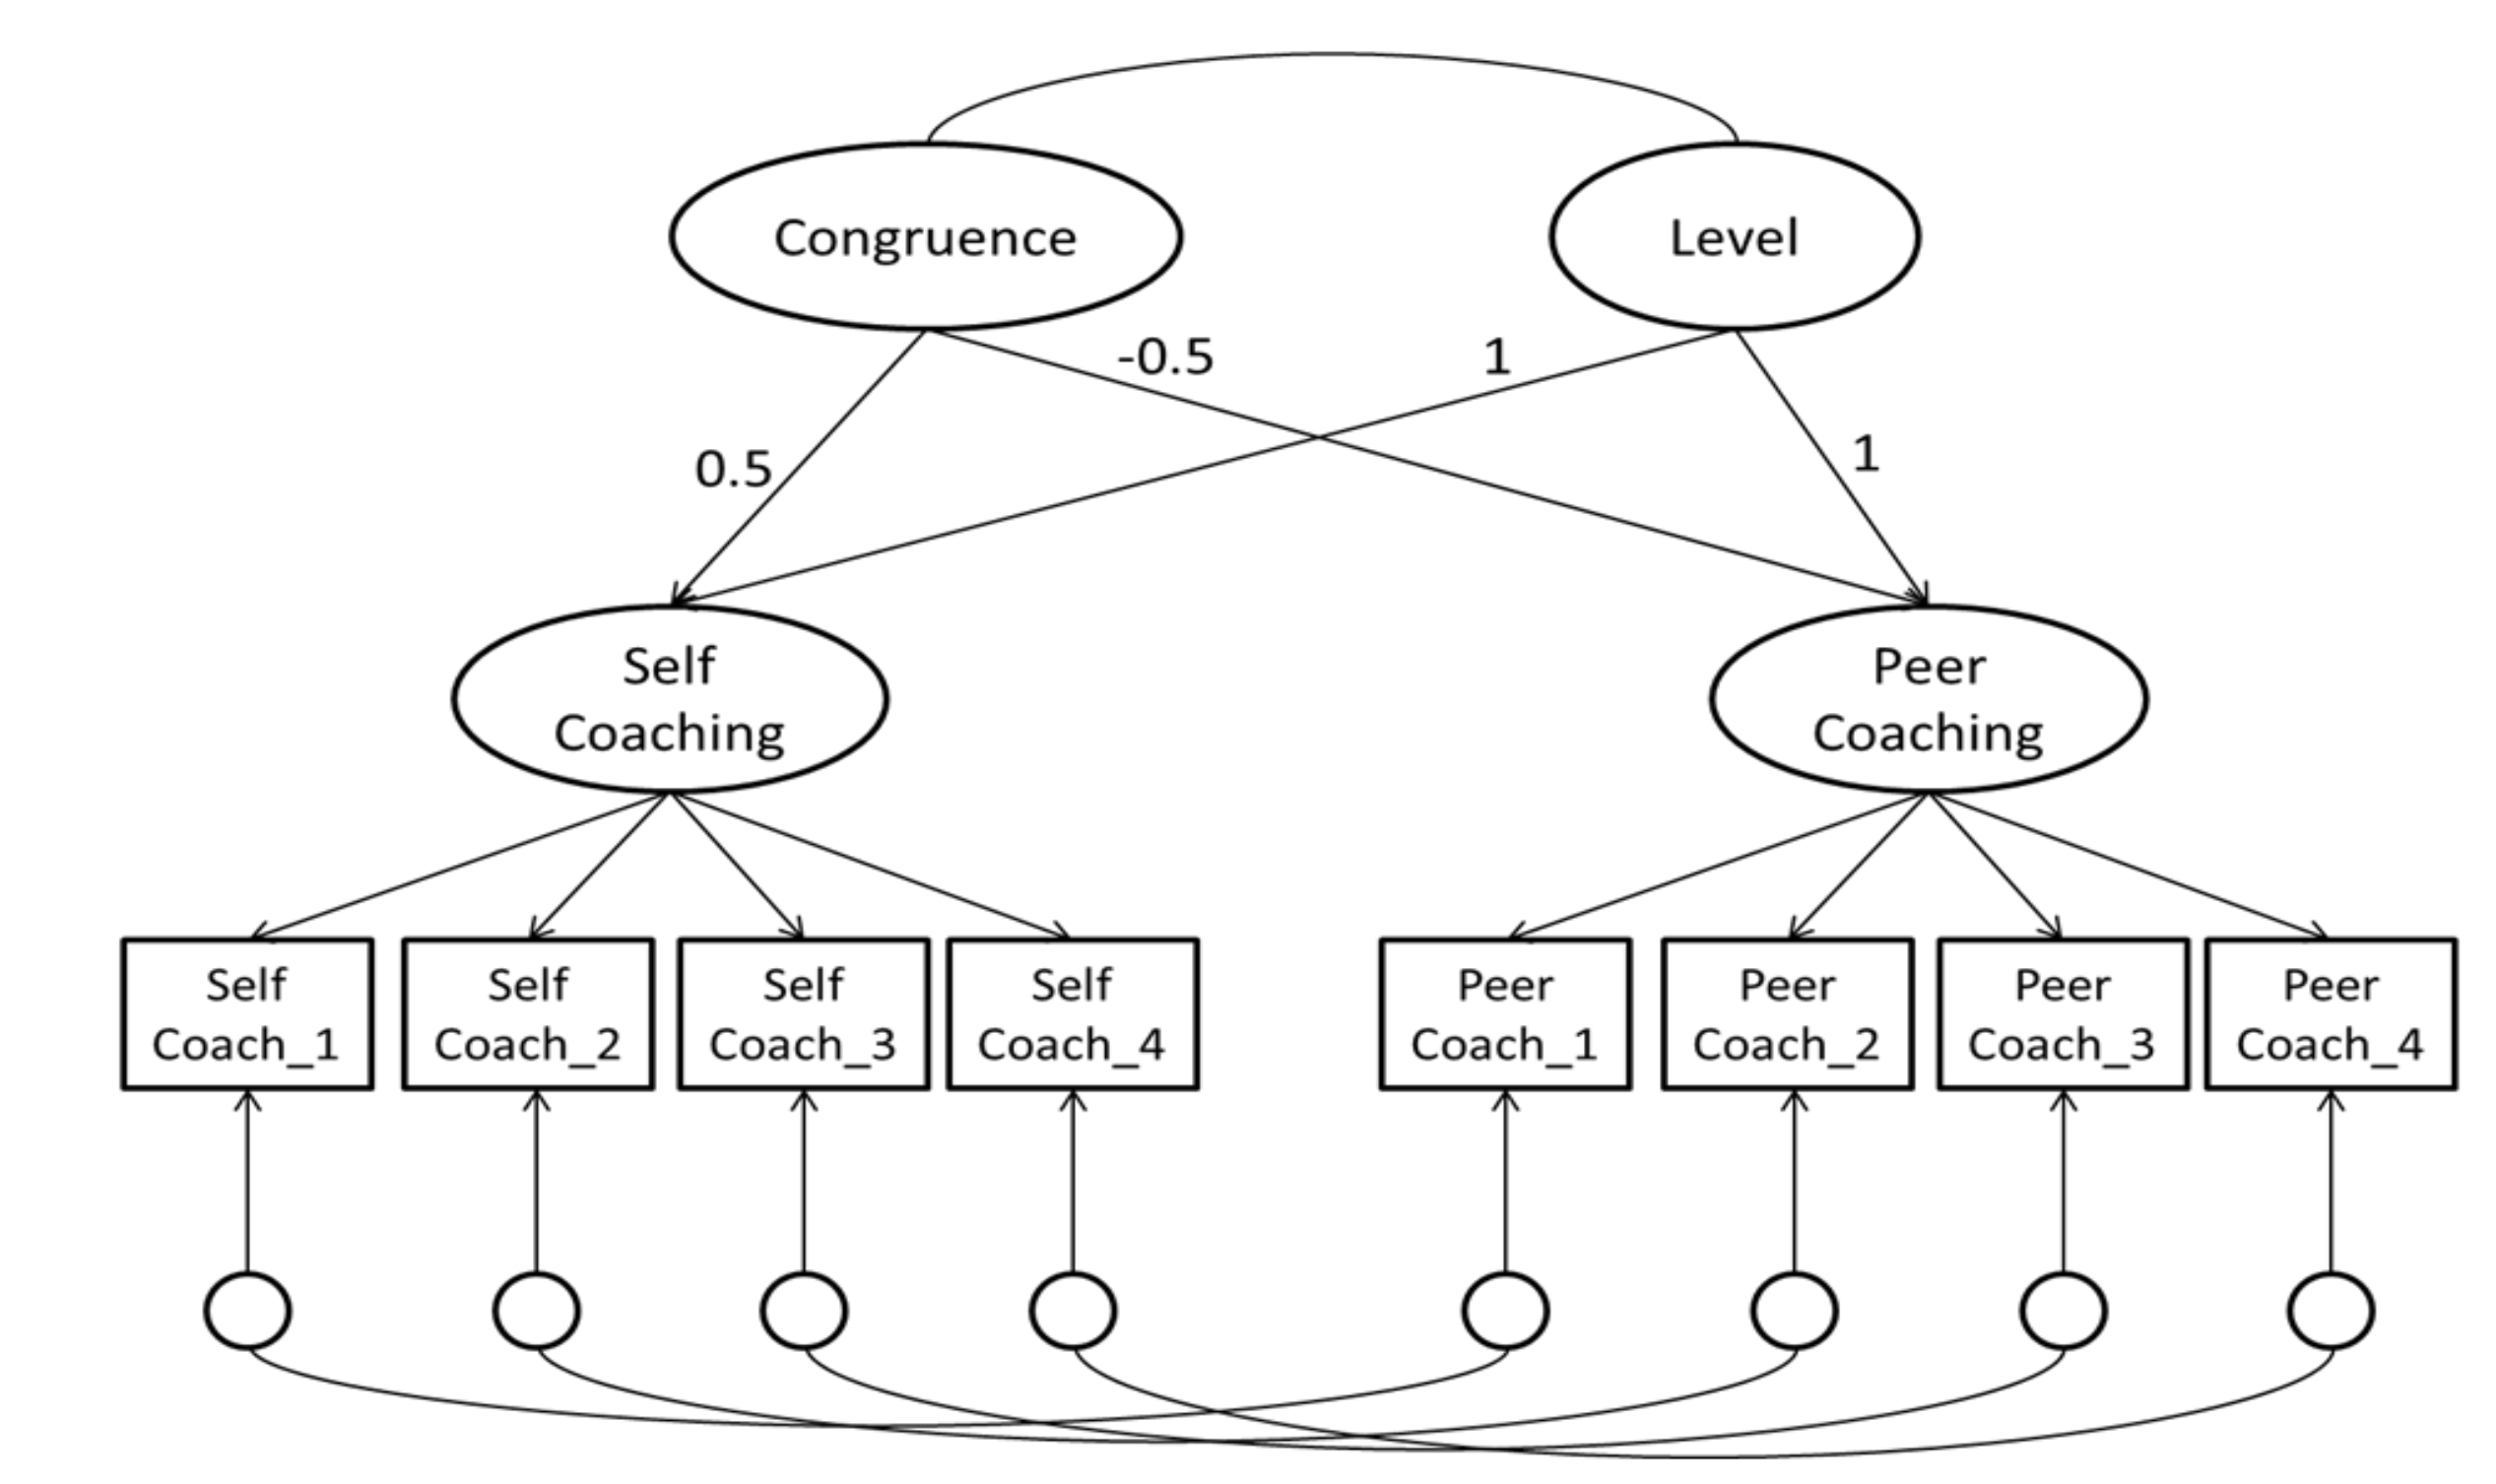 Congruence
Level
-0.5
1
0.5
1
Self
Coaching
Peer
Coaching
Self
Coach_1
Self
Coach_2
Self
Coach_3
Self
Coach_4
Peer
Coach_1
Peer
Coach_2
Peer
Coach_3
Peer
Coach_4